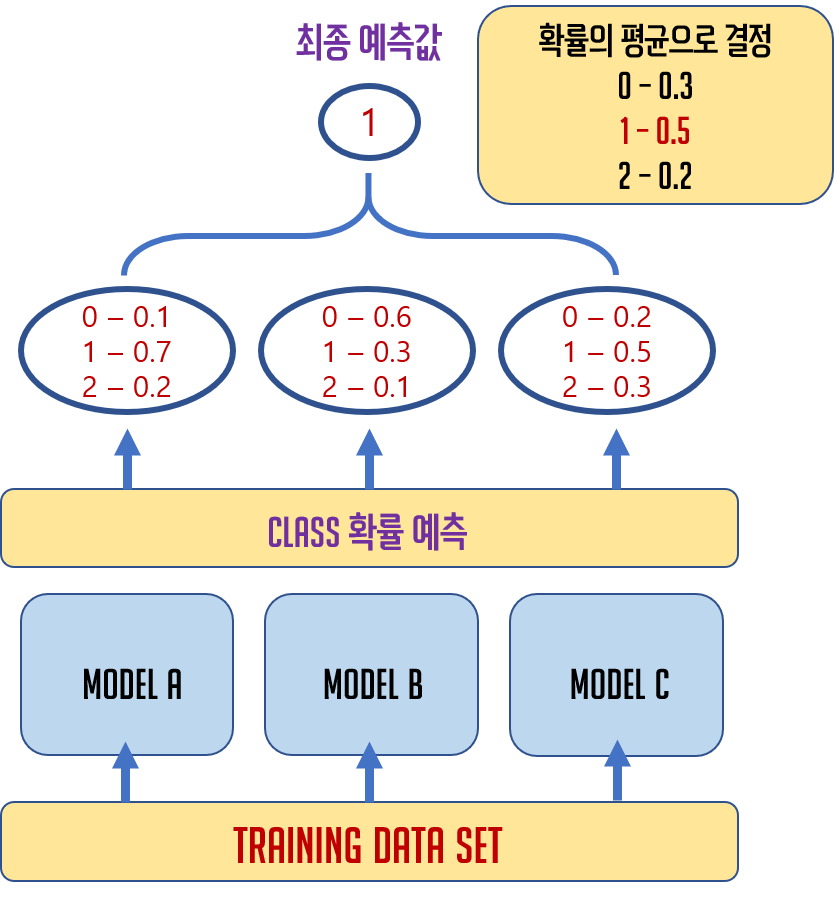 최종 예측값
1
확률의 평균으로 결정
0 – 0.3
1 – 0.5
2 – 0.2
0 – 0.1
1 – 0.7
2 – 0.2
0 – 0.6
1 – 0.3
2 – 0.1
0 – 0.2
1 – 0.5
2 – 0.3
CLASS 확률 예측
MODEL A
MODEL B
MODEL C
TRAINING DATA SET